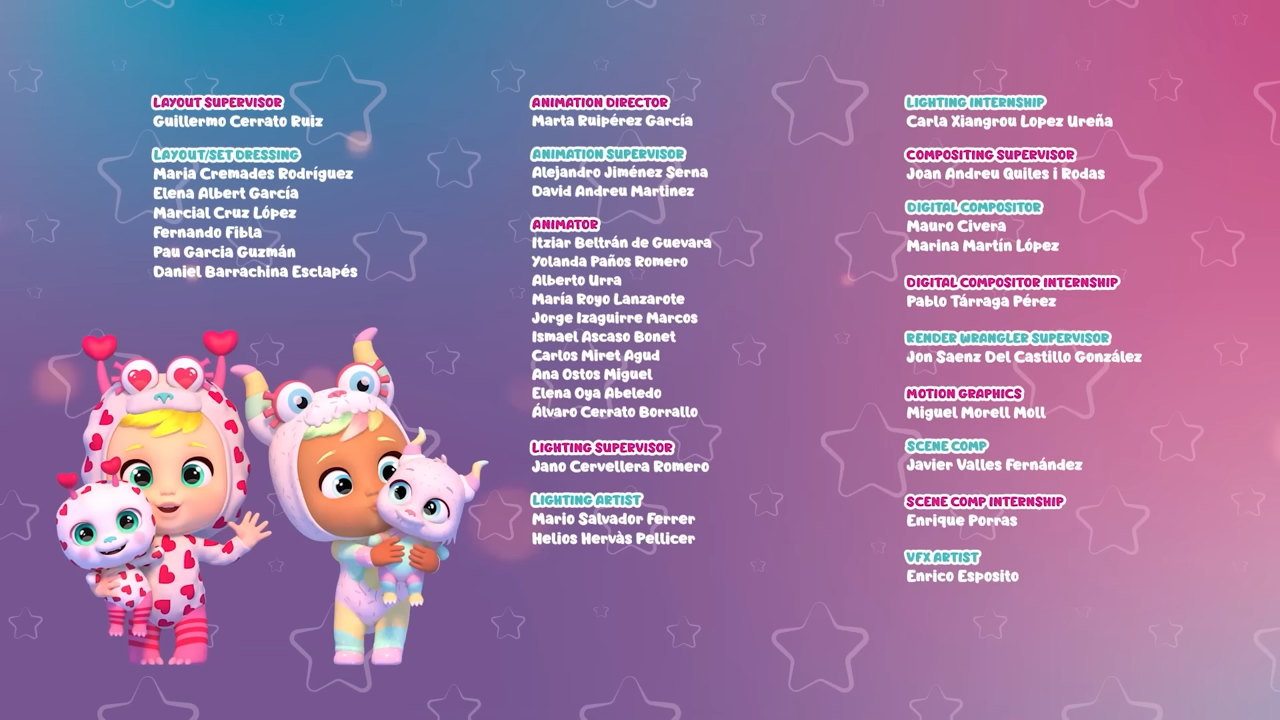 LAYOUT SUPERVISOR
Guillermo Cerrato Ruiz
LAYOUT/SET DRESSING
Maria Cremades Rodríguez
Elena Albert García
Marcial Cruz López
Fernando Fibla
Pau Garcia Guzmán
Daniel Barrachina Esclapés
ANIMATION DIRECTOR
Marta Ruipérez García
ANIMATION SUPERVISOR
Alejandro Jiménez Serna
David Andreu Martinez
ANIMATOR
Itziar Beltrán de Guevara
Yolanda Paños Romero
Alberto Urra
María Royo Lanzarote
Jorge Izaguirre Marcos
Ismael Ascaso Bonet
Carlos Miret Agud
Ana Ostos Miguel
Elena Oya Abeledo
Álvaro Cerrato Borrallo
LIGHTING SUPERVISOR
Jano Cervellera Romero
LIGHTING ARTIST
Mario Salvador Ferrer
Helios Hervàs Pellicer
LIGHTING INTERNSHIP
Carla Xiangrou Lopez Ureña
COMPOSITING SUPERVISOR
Joan Andreu Quiles i Rodas
DIGITAL COMPOSITOR
Mauro Civera
Marina Martín López
DIGITAL COMPOSITOR INTERNSHIP
Pablo Tárraga Pérez
RENDER WRANGLER SUPERVISOR
Jon Saenz Del Castillo González
MOTION GRAPHICS
Miguel Morell Moll
SCENE COMP
Javier Valles Fernández
SCENE COMP INTERNSHIP
Enrique Porras
VFX ARTIST
Enrico Esposito